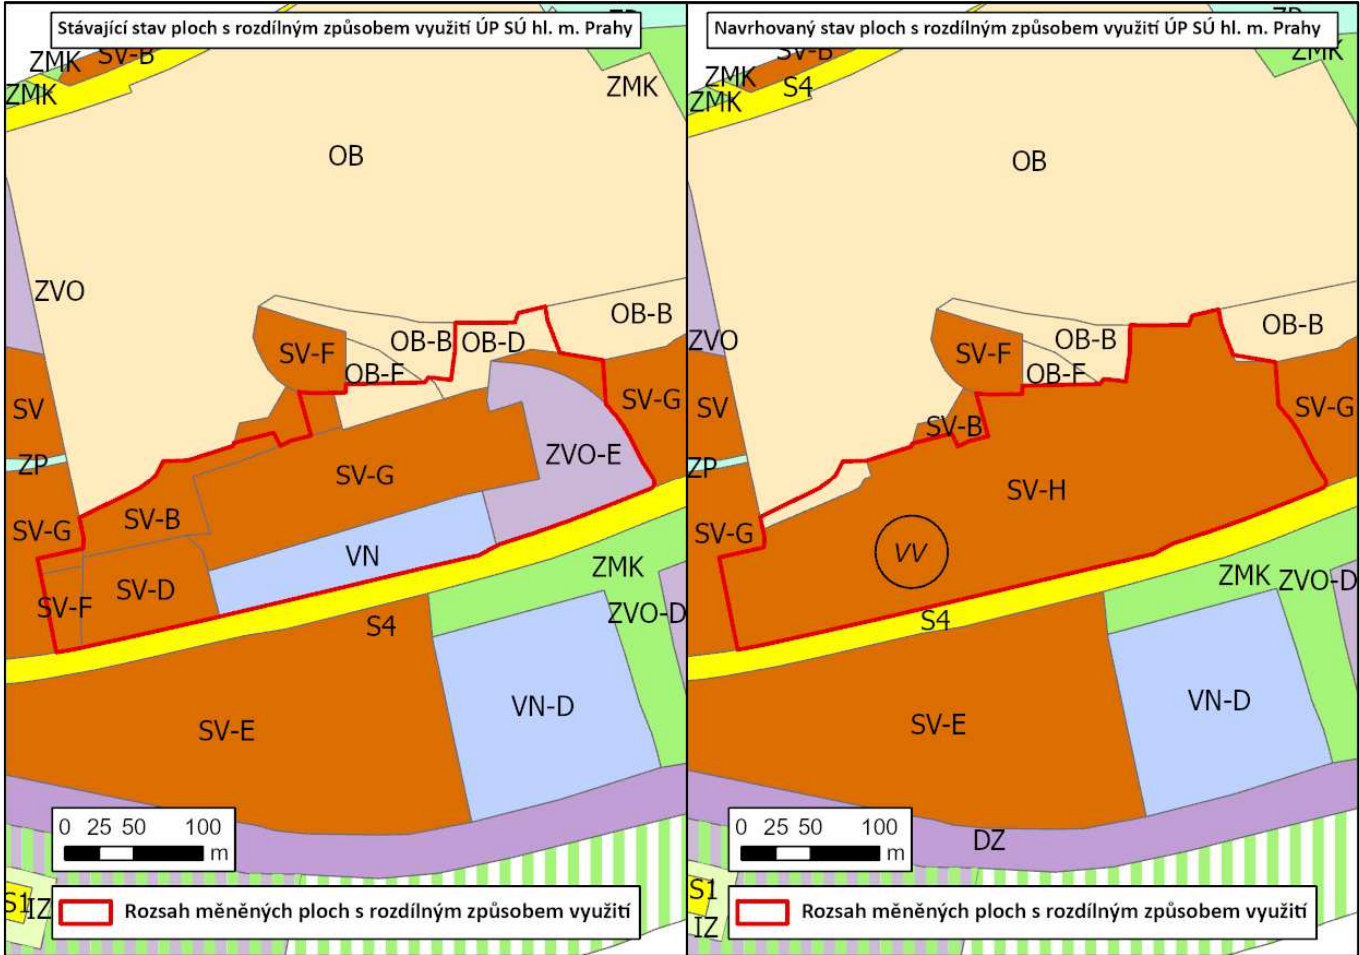 Stávající stav ploch s rozdílným způsobem využití ÚP SÚ hl. m. Prahy
SV-B
ZMK
ZMK
ZMK
OB
ZVO
OB-B
OB-B
OB-D
SV-F
OB-F
SV
SV-G
ZP
ZVO-E
SV-G
SV-B
SV-G
VN
ZMK
SV-D
SV-F
ZVO-D
S4
VN-D
SV-E
0 25 50 100
m
S1
IZ
Rozsah měněných ploch s rozdílným způsobem využití
Navrhovaný stav ploch s rozdílným způsobem využití ÚP SÚ hl. m. Prahy
SV-B
ZMK
ZMK
S4
ZMK
OB
ZVO
OB-B
OB-B
SV-F
OB-F
SV
SV-G
SV-B
ZP
SV-H
SV-G
VV
ZMK
ZVO-D
S4
VN-D
SV-E
0 25 50 100
m
DZ
S1
IZ
Rozsah měněných ploch s rozdílným způsobem využití